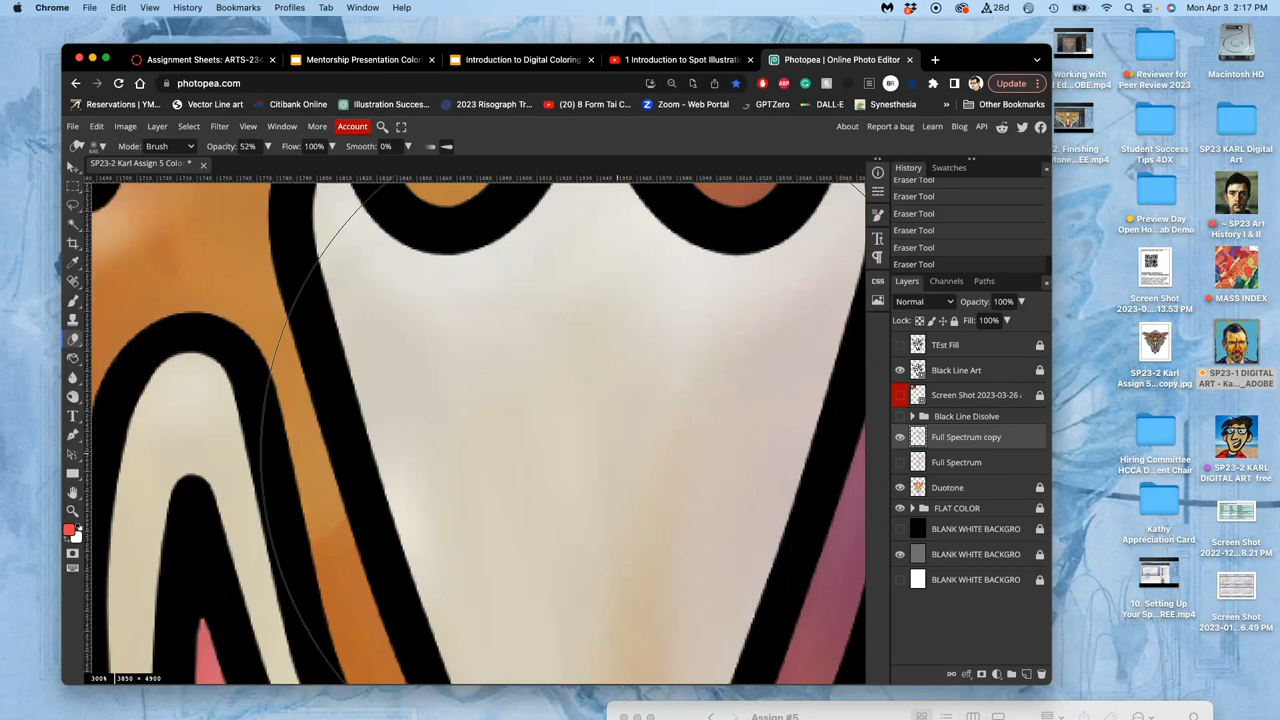 Chrome File Edit View History Bookmarks Profiles Tab Window Help 28d Mon Apr 3 2:17 PM
Assignment Sheets: ARTS-234 Mentorship Presentation Color Introduction to Digital Coloring 1 Introduction to Spot Illustrati Photopea | Online Photo Editor
photopea.com Update
Reservations | YM... Vector Line art Citibank Online Illustration Succes... 2023 Risograph Tr... (20) 8 Form Tai C... Zoom - Web Portal GPTZero DALL-E Synesthesia Other Bookmarks
File Edit Image Layer Select Filter View Window More Account About Report a bug Learn Blog API
Mode: Brush Opacity: 52% Flow: 100% Smooth: 0%
SP23-2 Karl Assign 5 Colo *
History Swatches
Eraser Tool
Eraser Tool
Eraser Tool
Eraser Tool
Eraser Tool
Eraser Tool
Layers Channels Paths
CSS
Normal Opacity: 100%
Lock: Fill: 100%
TEst Fill
Black Line Art
Screen Shot 2023-03-26
Black Line Disolve
Full Spectrum copy
Full Spectrum
Duotone
FLAT COLOR
BLANK WHITE BACKGRO
BLANK WHITE BACKGRO
BLANK WHITE BACKGRO
eff
300% 3850 x 4900
Working with
Ed...OBE.mp4
Reviewer for
Peer Review 2023
Macintosh HD
2. Finishing
Student Success
Tips 4DX
SP23 KARL Digital
Art
Preview Day
Open Ho...ab Demo
~ SP23 Art
History I & II
Screen Shot
2023-0....13.53 PM
MASS INDEX
SP23-2 Karl
Assign 5...copy.jpg
SP23-1 DIGITAL
ART - Ka..._ADOBE
Hiring Committee
HCCA D...ent Chair
SP23-2 KARL
DIGITAL ART free
Kathy
Appreciation Card
Screen Shot
2022-12...8.21 PM
10. Setting Up
Your Sp...REE.mp4
Screen Shot
2023-01...6.49 PM
Assign #5